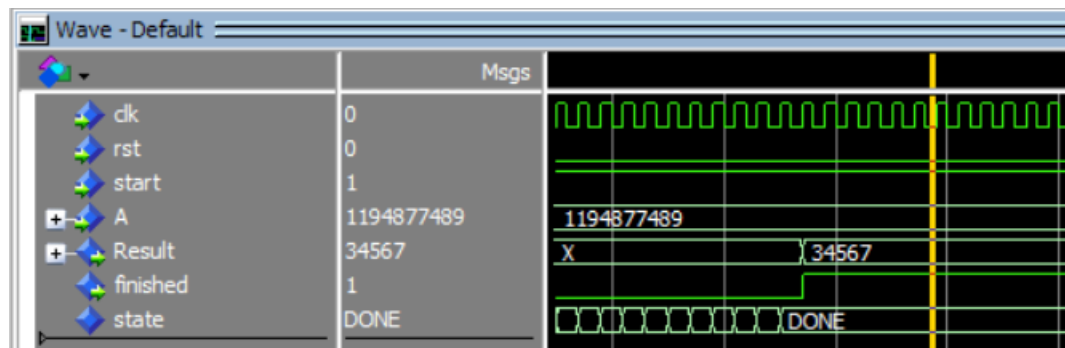 Wave - Default
Msgs
clk 0
rst 0
start 1
A 1194877489 1194877489
Result 34567 X 34567
finished 1
state DONE DONE